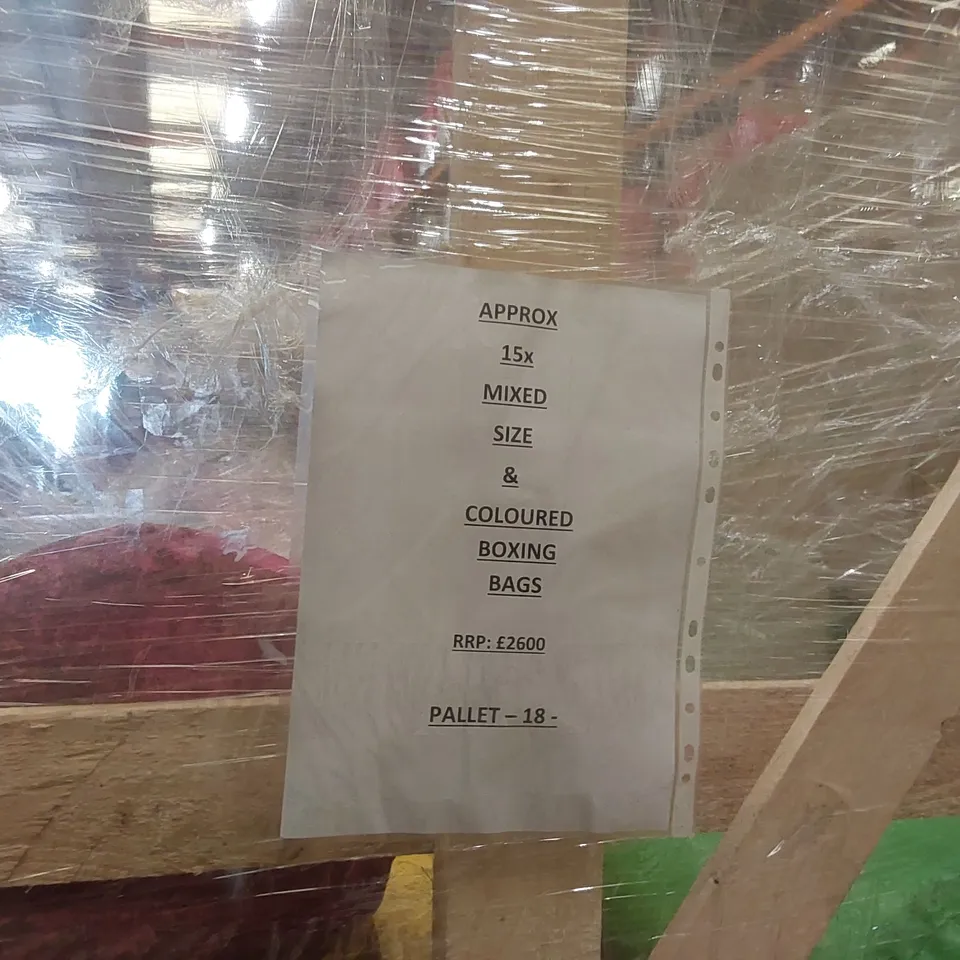 APPROX
15x
MIXED
SIZE
&
COLOURED
BOXING
BAGS
RRP: £2600
PALLET – 18 -